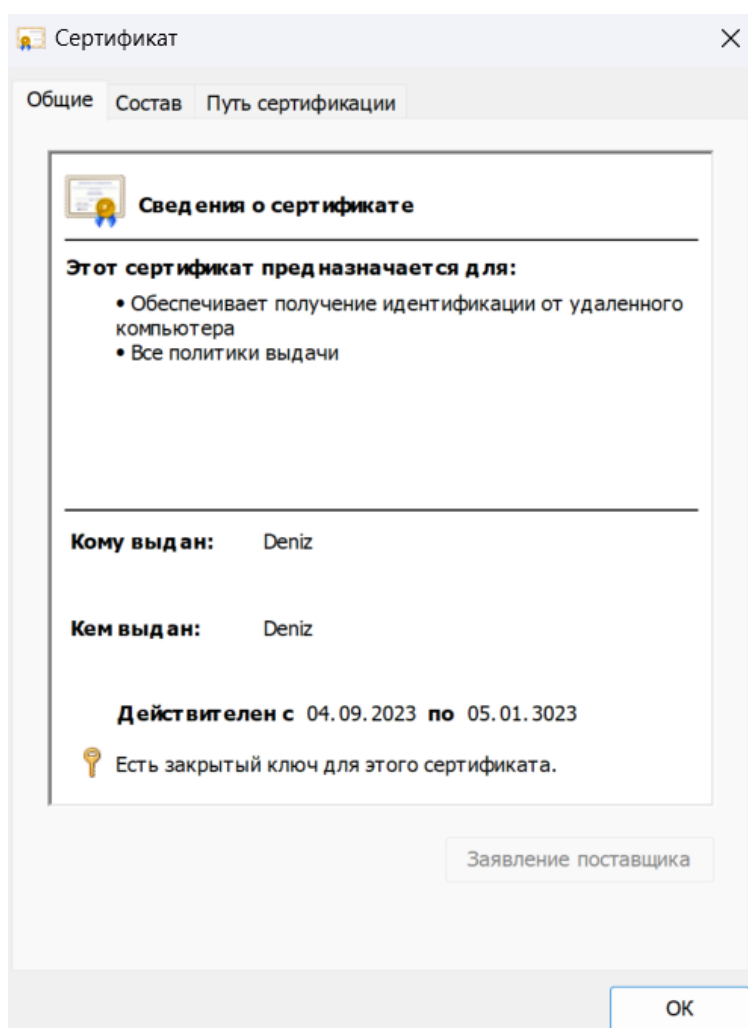 Сертификат
Общие Состав Путь сертификации
Сведения о сертификате
Этот сертификат предназначается для:
• Обеспечивает получение идентификации от удаленного
компьютера
• Все политики выдачи
Кому выдан: Deniz
Кем выдан: Deniz
Действителен с 04.09.2023 по 05.01.3023
Есть закрытый ключ для этого сертификата.
Заявление поставщика
ОК